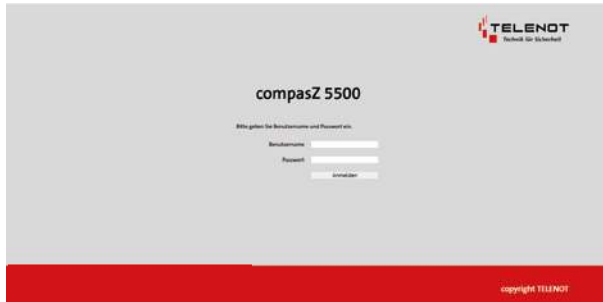 TELENOT
Technik für Sicherheit
compasZ 5500
Bitte geben Sie Benutzername und Passwort ein.
Benutzername
Passwort
Anmelden
copyright TELENOT